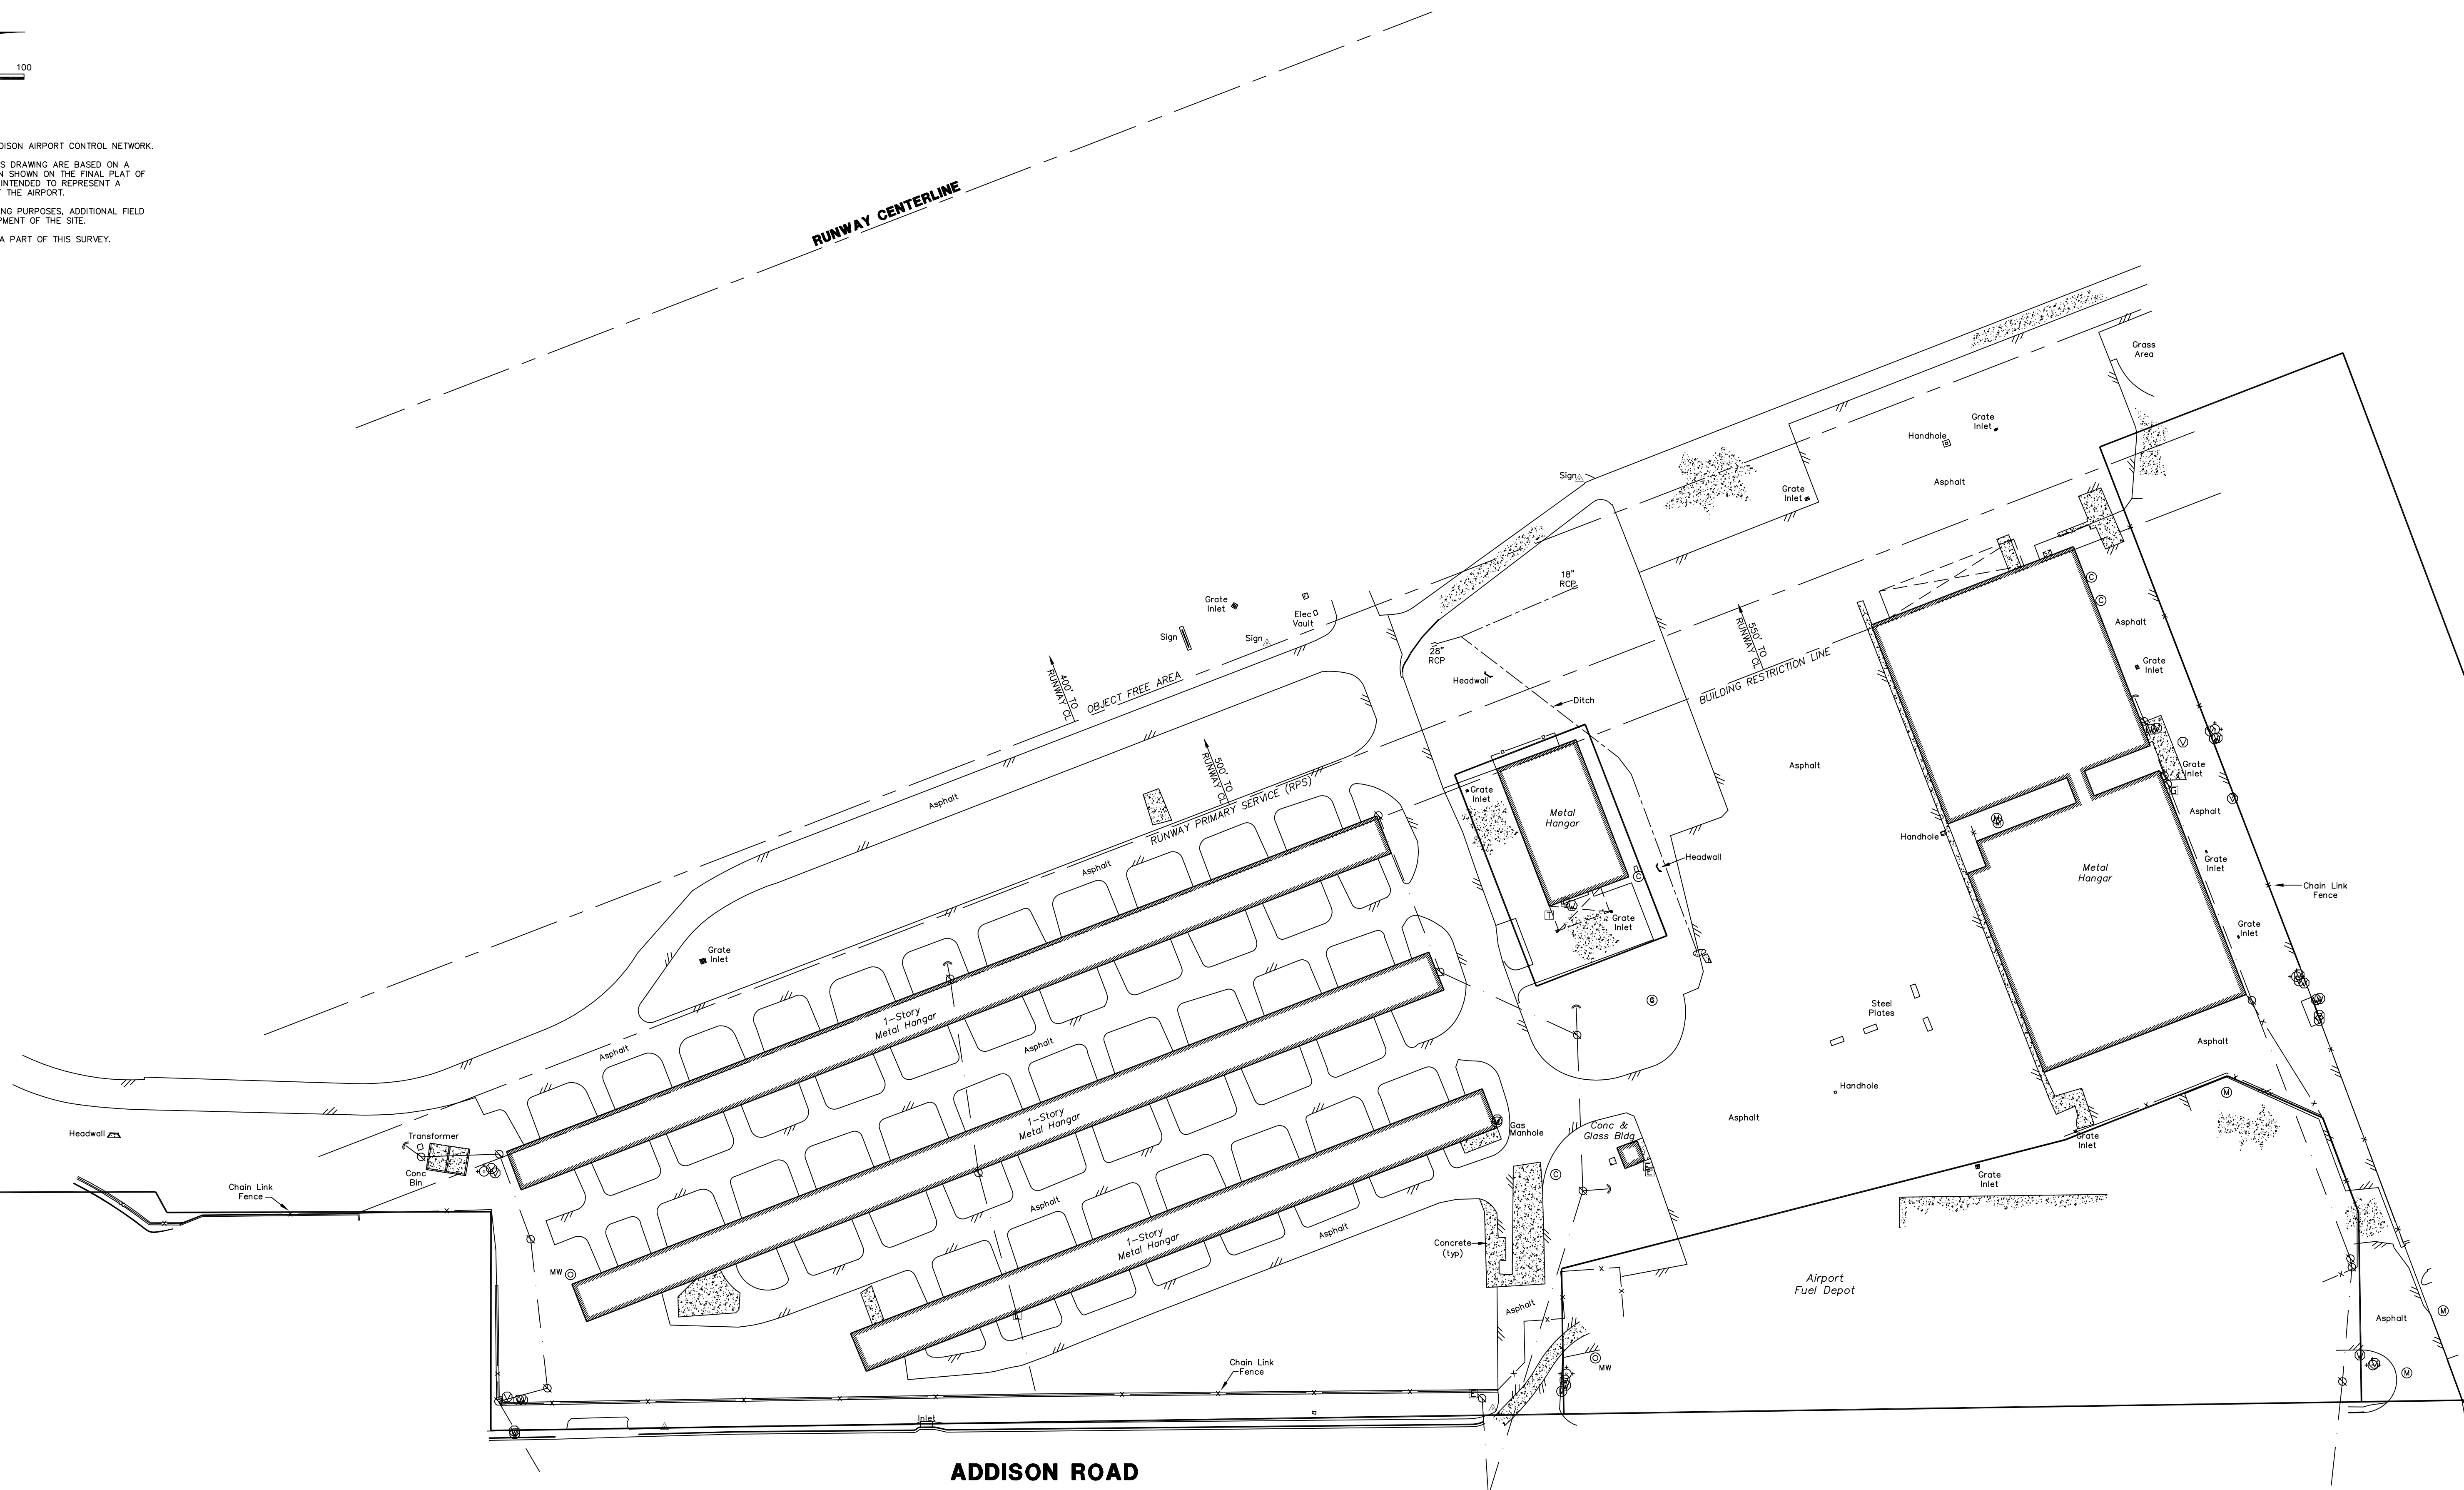 100
DISON AIRPORT CONTROL NETWORK.
S DRAWING ARE BASED ON A
N SHOWN ON THE FINAL PLAT OF
INTENDED TO REPRESENT A
THE AIRPORT.
NG PURPOSES, ADDITIONAL FIELD
PMENT OF THE SITE.
A PART OF THIS SURVEY.
RUNWAY CENTERLINE
Grass
Area
Grate
Inlet
Handhole
Asphalt
Grate
Inlet
Sign
18"
RCP
28"
RCP
Headwall
Ditch
Grate
Inlet
Elec
Vault
Sign
Sign
400' TO
RUNWAY CL
OBJECT FREE AREA
500' TO
RUNWAY CL
RUNWAY PRIMARY SERVICE (RPS)
550' TO
RUNWAY CL
BUILDING RESTRICTION LINE
C
C
Asphalt
Grate
Inlet
Grate
Inlet
G
Asphalt
Asphalt
Asphalt
Asphalt
Grate
Inlet
Metal
Hangar
Headwall
C
T
Grate
Inlet
Handhole
Metal
Hangar
Grate
Inlet
Chain Link
Fence
Grate
Inlet
Grate
Inlet
Steel
Plates
Asphalt
Handhole
Asphalt
M
1-Story
Metal Hangar
Asphalt
Asphalt
1-Story
Metal Hangar
Gas
Manhole
Conc &
Glass Bldg
Grate
Inlet
Grate
Inlet
Headwall
Transformer
Conc
Bin
Chain Link
Fence
C
E
MW
Asphalt
1-Story
Metal Hangar
Asphalt
Concrete
(typ)
Asphalt
Airport
Fuel Depot
M
Asphalt
MW
M
Chain Link
Fence
E
Inlet
ADDISON ROAD